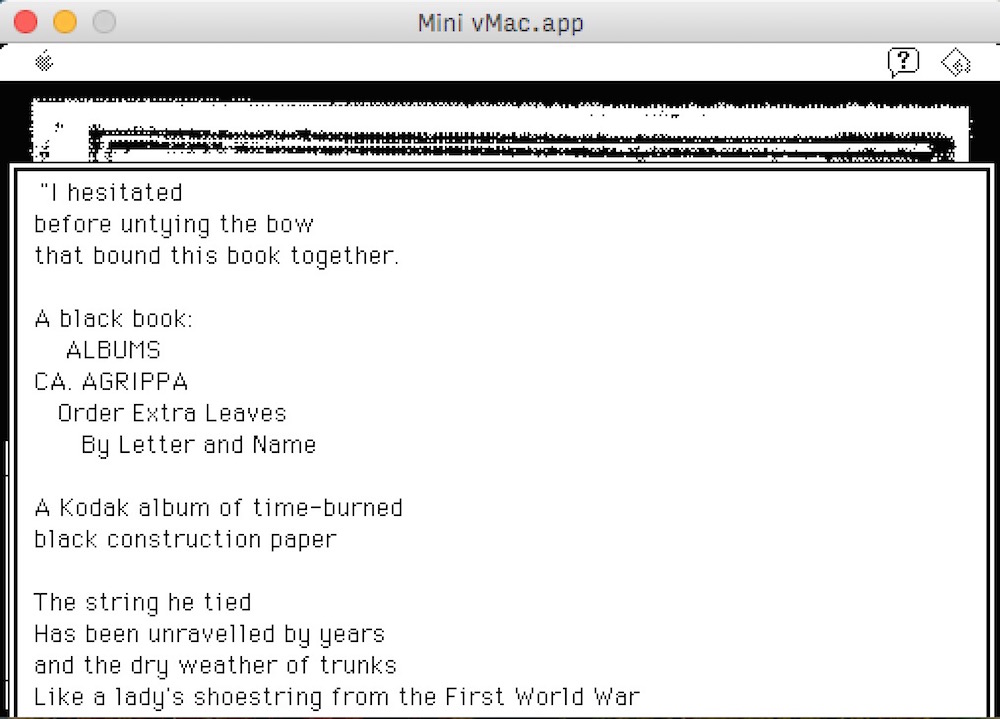 Mini vMac.app
?
"I hesitated
before untying the bow
that bound this book together.
A black book:
ALBUMS
CA. AGRIPPA
Order Extra Leaves
By Letter and Name
A Kodak album of time-burned
black construction paper
The string he tied
Has been unravelled by years
and the dry weather of trunks
Like a lady's shoestring from the First World War